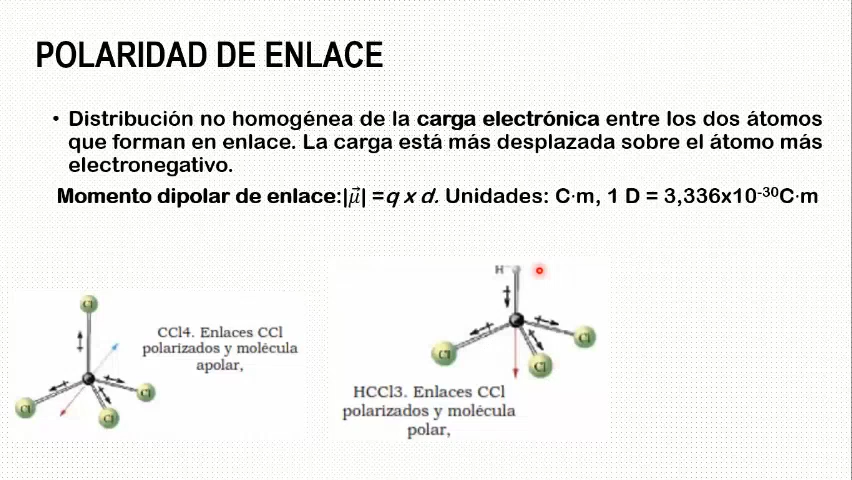 POLARIDAD DE ENLACE
• Distribución no homogénea de la carga electrónica entre los dos átomos
que forman en enlace. La carga está más desplazada sobre el átomo más
electronegativo.
Momento dipolar de enlace:|μ⃗| =q x d. Unidades: C·m, 1 D = 3,336x10⁻³⁰C·m
Cl
CCl4. Enlaces CCl
polarizados y molécula
apolar,
Cl
Cl
Cl
H
Cl
Cl
Cl
HCCl3. Enlaces CCl
polarizados y molécula
polar,